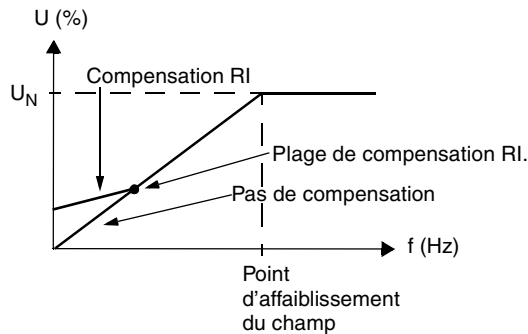 U (%)
Compensation RI
U_N
Plage de compensation RI.
Pas de compensation
f (Hz)
Point
d'affaiblissement
du champ